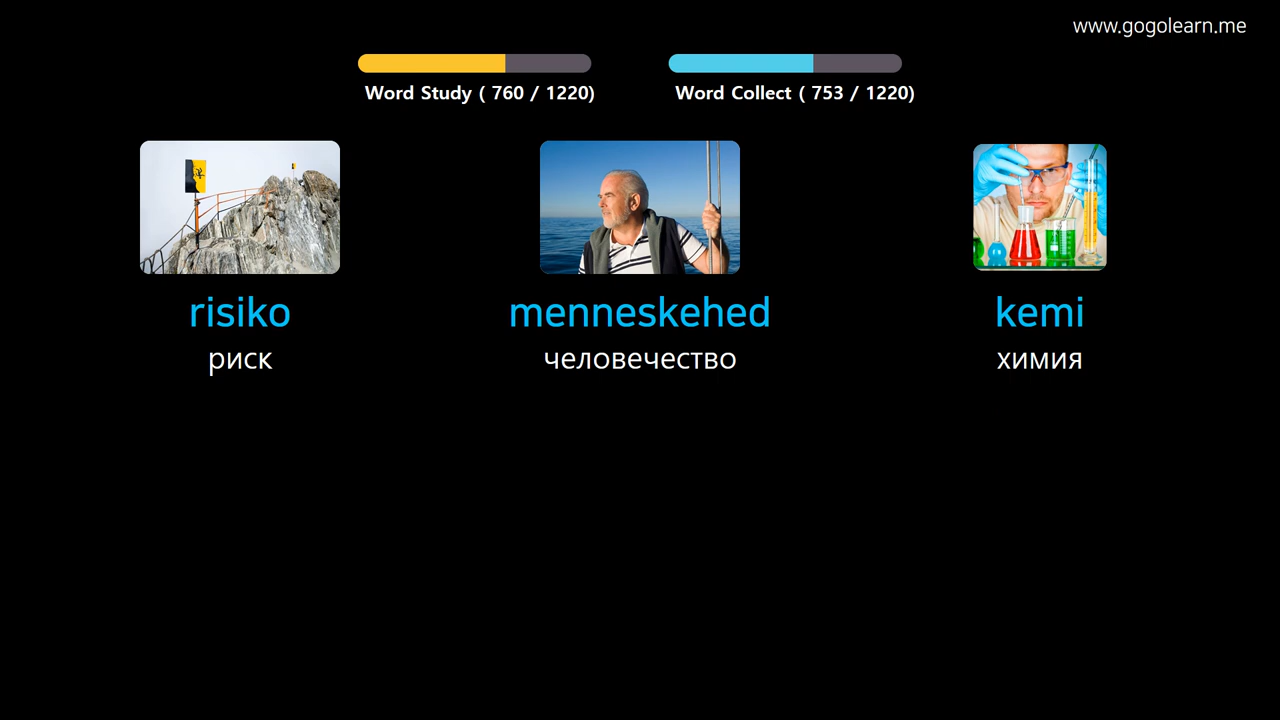 www.gogolearn.me
Word Study ( 760 / 1220)
Word Collect ( 753 / 1220)
risiko
menneskehed
kemi
риск
человечество
химия